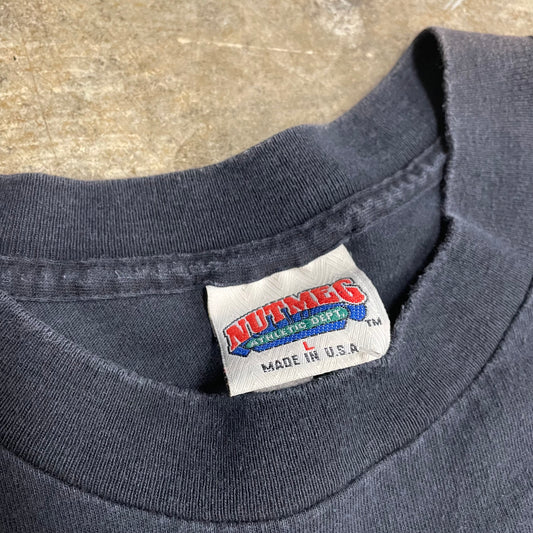 NUTMEG
ATHLETIC DEPT.
TM
L
MADE IN U.S.A